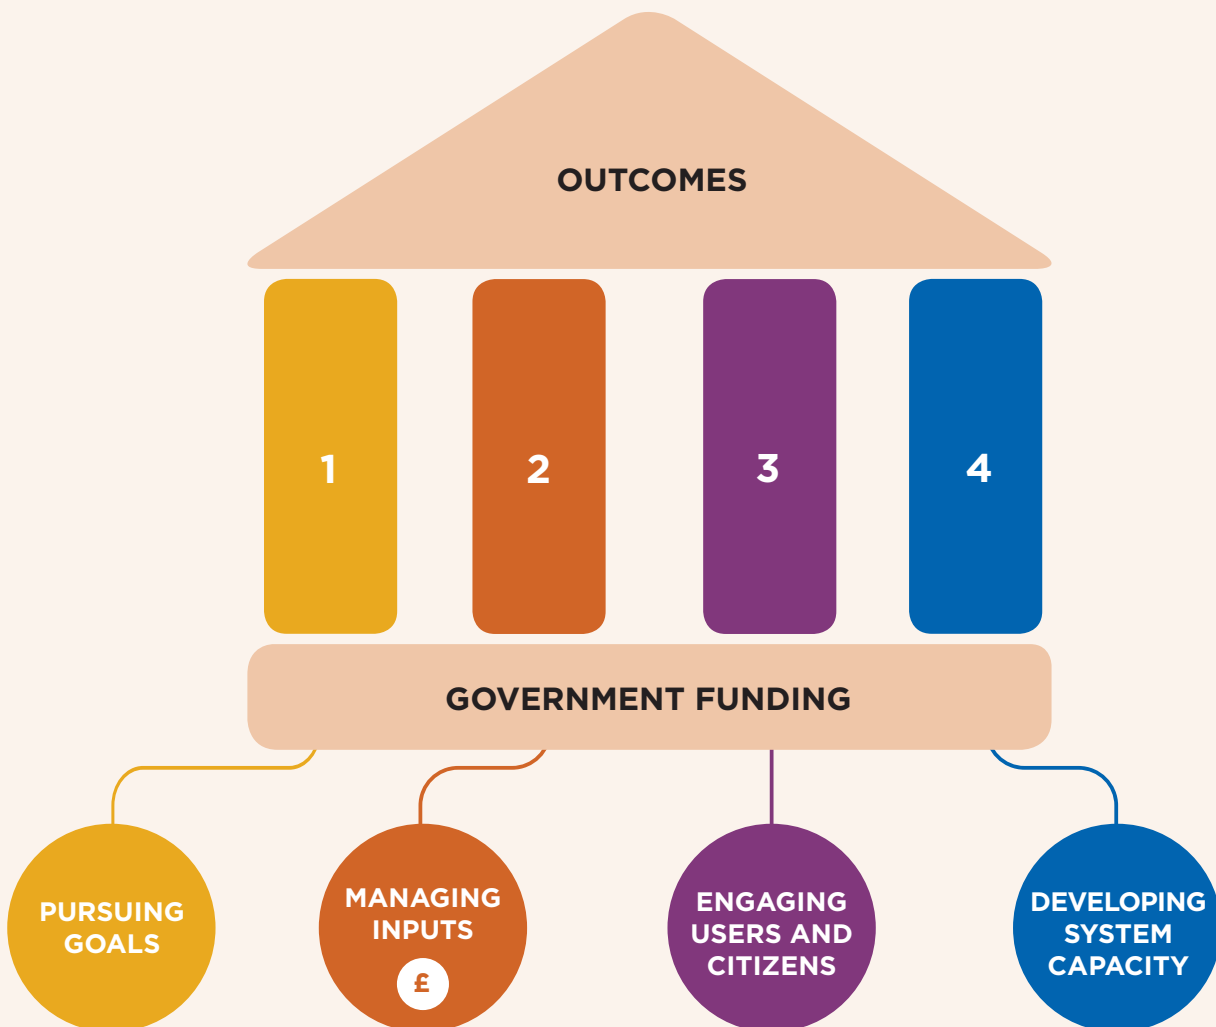 OUTCOMES
1
2
3
4
GOVERNMENT FUNDING
PURSUING
GOALS
MANAGING
INPUTS
£
ENGAGING
USERS AND
CITIZENS
DEVELOPING
SYSTEM
CAPACITY